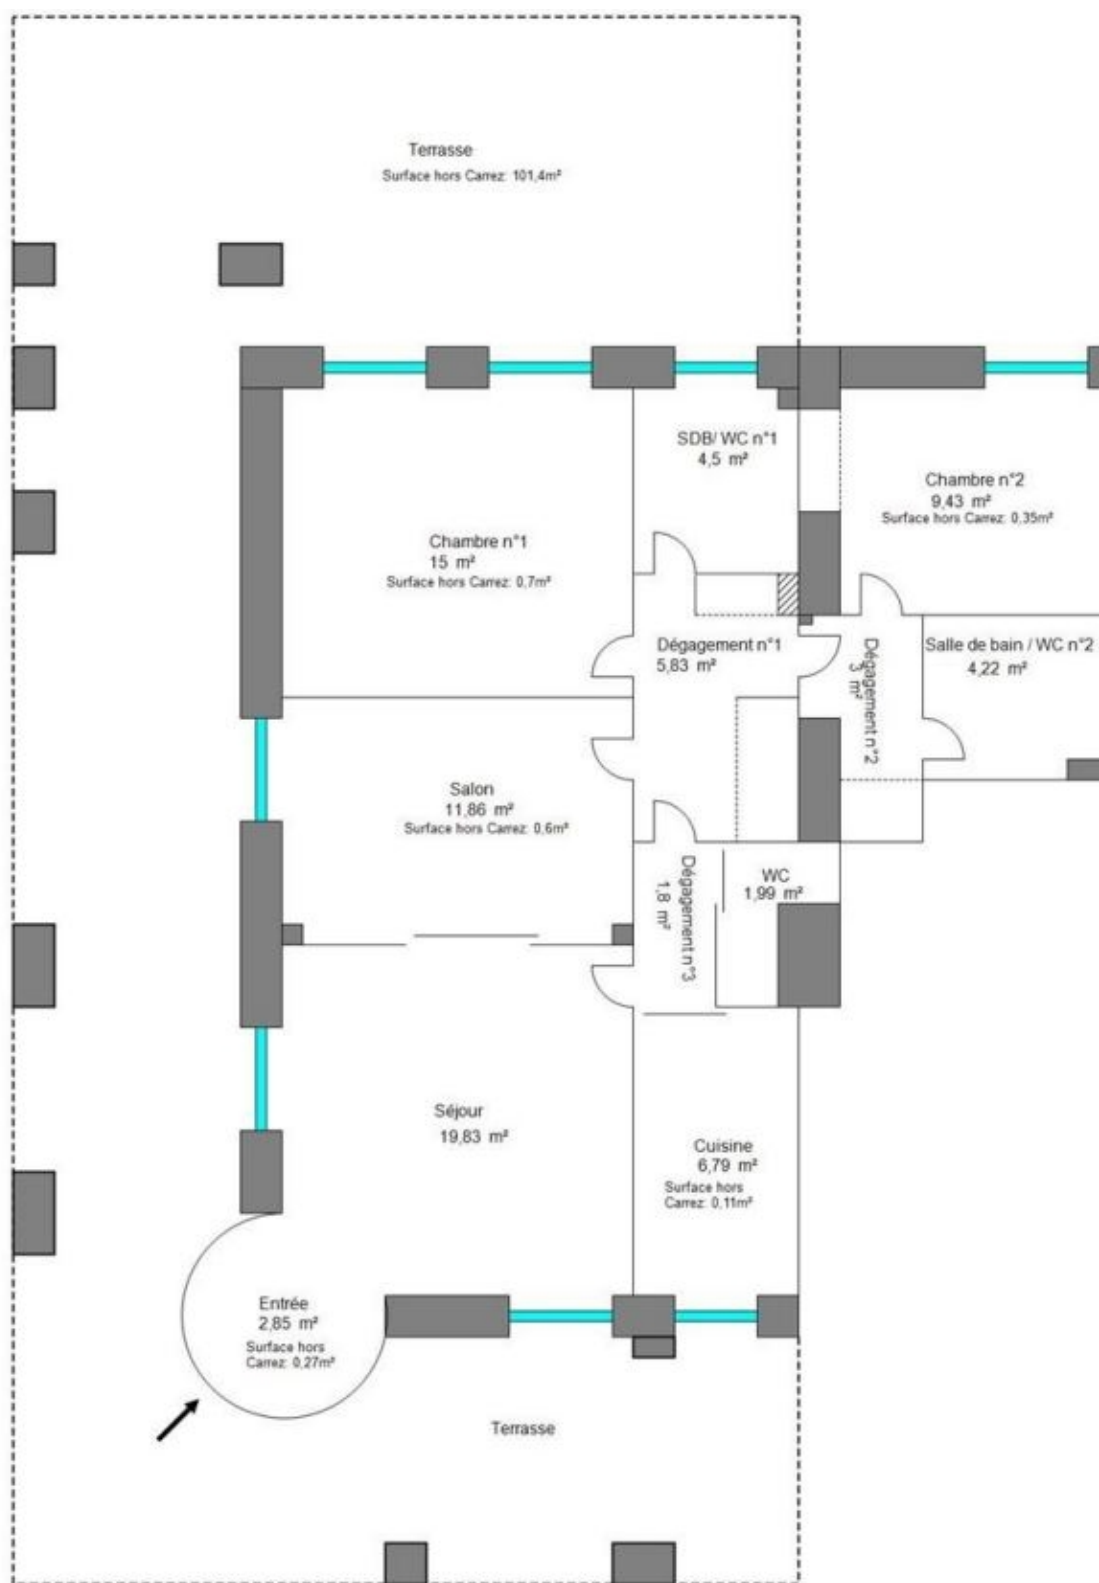 Terrasse
Surface hors Carrez: 101,4m²
SDB/ WC n°1
4,5 m²
Chambre n°2
9,43 m²
Surface hors Carrez: 0,35m²
Chambre n°1
15 m²
Surface hors Carrez: 0,7m²
Dégagement n°1
5,83 m²
Dégagement n°2
3 m²
Salle de bain / WC n°2
4,22 m²
Salon
11,86 m²
Surface hors Carrez: 0,6m²
Dégagement n°3
1,8 m²
WC
1,99 m²
Séjour
19,83 m²
Cuisine
6,79 m²
Surface hors
Carrez: 0,11m²
Entrée
2,85 m²
Surface hors
Carrez: 0,27m²
Terrasse